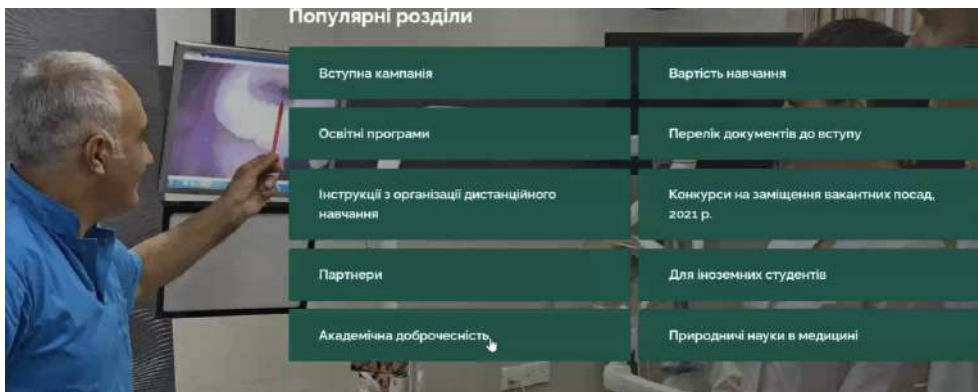 Популярні розділи
Вступна кампанія
Вартість навчання
Освітні програми
Перелік документів до вступу
Інструкції з організації дистанційного
навчання
Конкурси на заміщення вакантних посад,
2021 р.
Партнери
Для іноземних студентів
Академічна доброчесність
Природничі науки в медицині